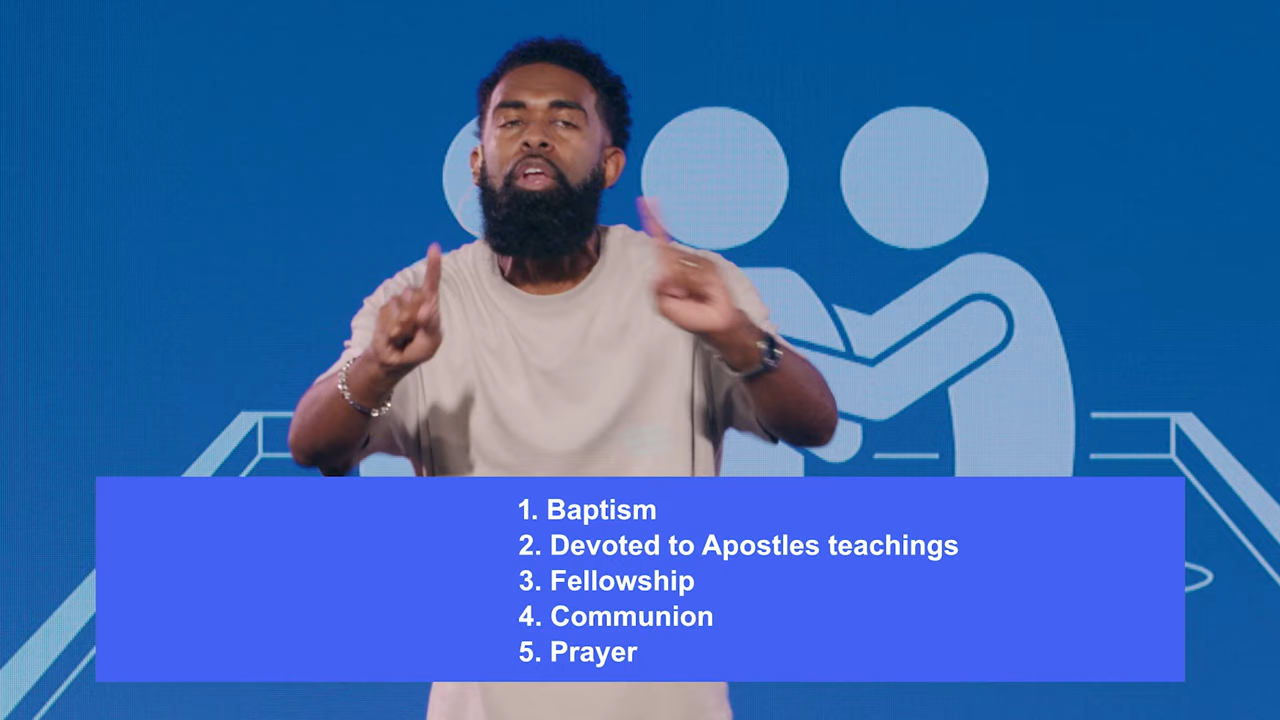 1. Baptism
2. Devoted to Apostles teachings
3. Fellowship
4. Communion
5. Prayer